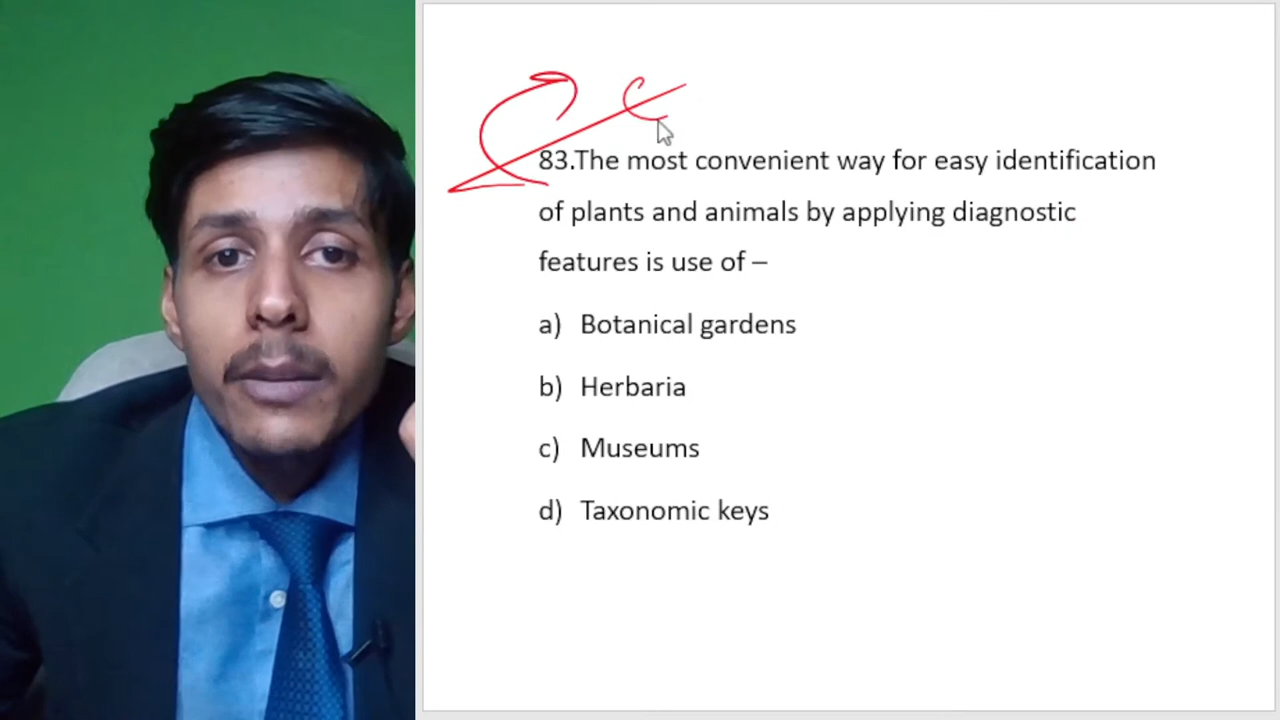 83.The most convenient way for easy identification
of plants and animals by applying diagnostic
features is use of –
a) Botanical gardens
b) Herbaria
c) Museums
d) Taxonomic keys